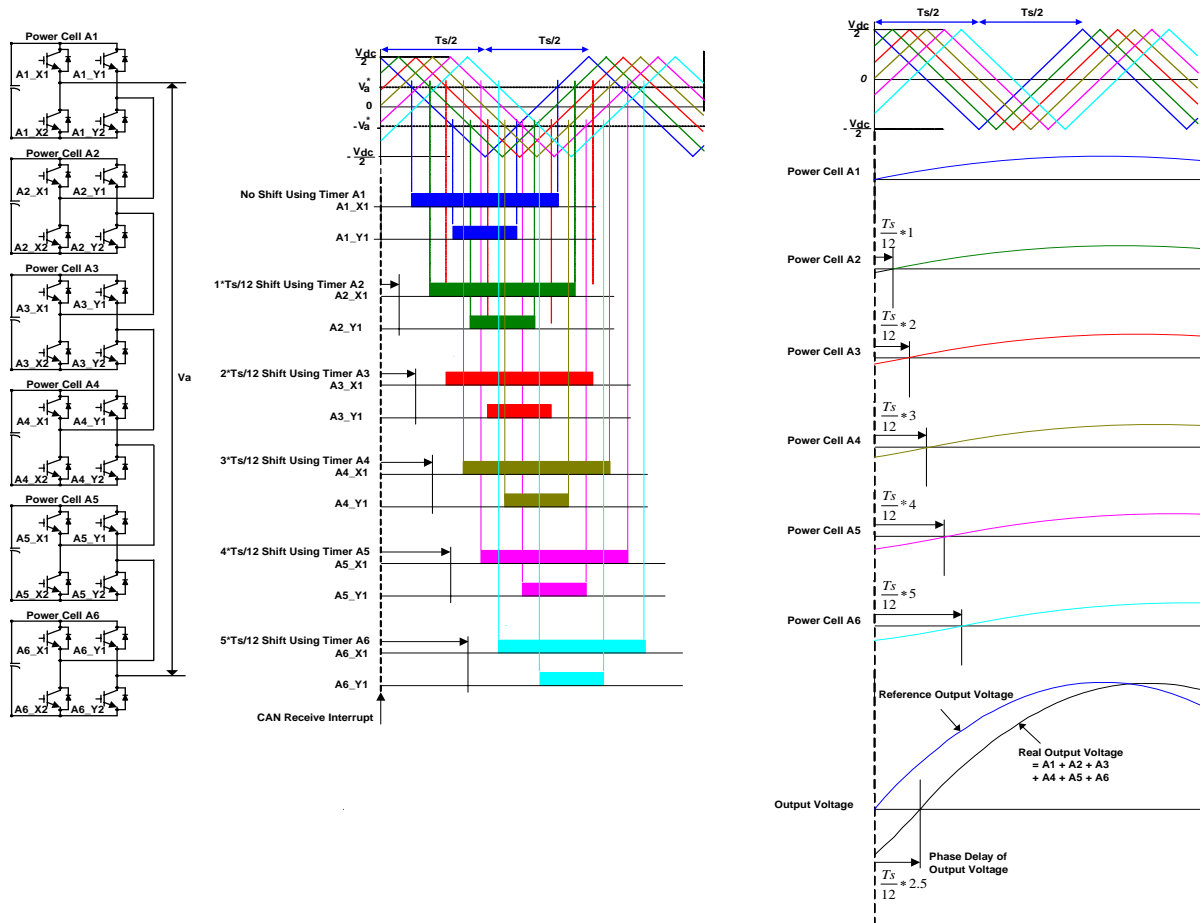 Power Cell A1
A1_X1
A1_Y1
A1_X2
A1_Y2
Power Cell A2
A2_X1
A2_Y1
A2_X2
A2_Y2
Power Cell A3
A3_X1
A3_Y1
A3_X2
A3_Y2
Power Cell A4
A4_X1
A4_Y1
A4_X2
A4_Y2
Power Cell A5
A5_X1
A5_Y1
A5_X2
A5_Y2
Power Cell A6
A6_X1
A6_Y1
A6_X2
A6_Y2
Va
Ts/2
Ts/2
Vdc
2
Va*
0
-Va*
- Vdc
2
No Shift Using Timer A1
A1_X1
A1_Y1
1*Ts/12 Shift Using Timer A2
A2_X1
A2_Y1
2*Ts/12 Shift Using Timer A3
A3_X1
A3_Y1
3*Ts/12 Shift Using Timer A4
A4_X1
A4_Y1
4*Ts/12 Shift Using Timer A5
A5_X1
A5_Y1
5*Ts/12 Shift Using Timer A6
A6_X1
A6_Y1
CAN Receive Interrupt
Ts/2
Ts/2
Vdc
2
0
- Vdc
2
Power Cell A1
Ts/12 *1
Power Cell A2
Ts/12 *2
Power Cell A3
Ts/12 *3
Power Cell A4
Ts/12 *4
Power Cell A5
Ts/12 *5
Power Cell A6
Reference Output Voltage
Real Output Voltage
= A1 + A2 + A3
+ A4 + A5 + A6
Output Voltage
Phase Delay of
Output Voltage
Ts/12 * 2.5